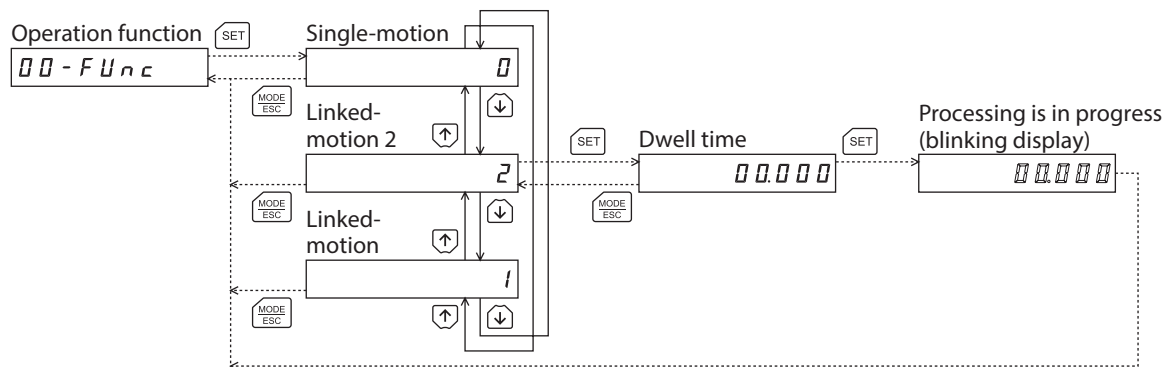 Operation function
SET
00-FUnc
MODE
ESC
Single-motion
0
Linked-
motion 2
2
MODE
ESC
Linked-
motion
1
MODE
ESC
SET
Dwell time
00.000
MODE
ESC
SET
Processing is in progress
(blinking display)
00.000